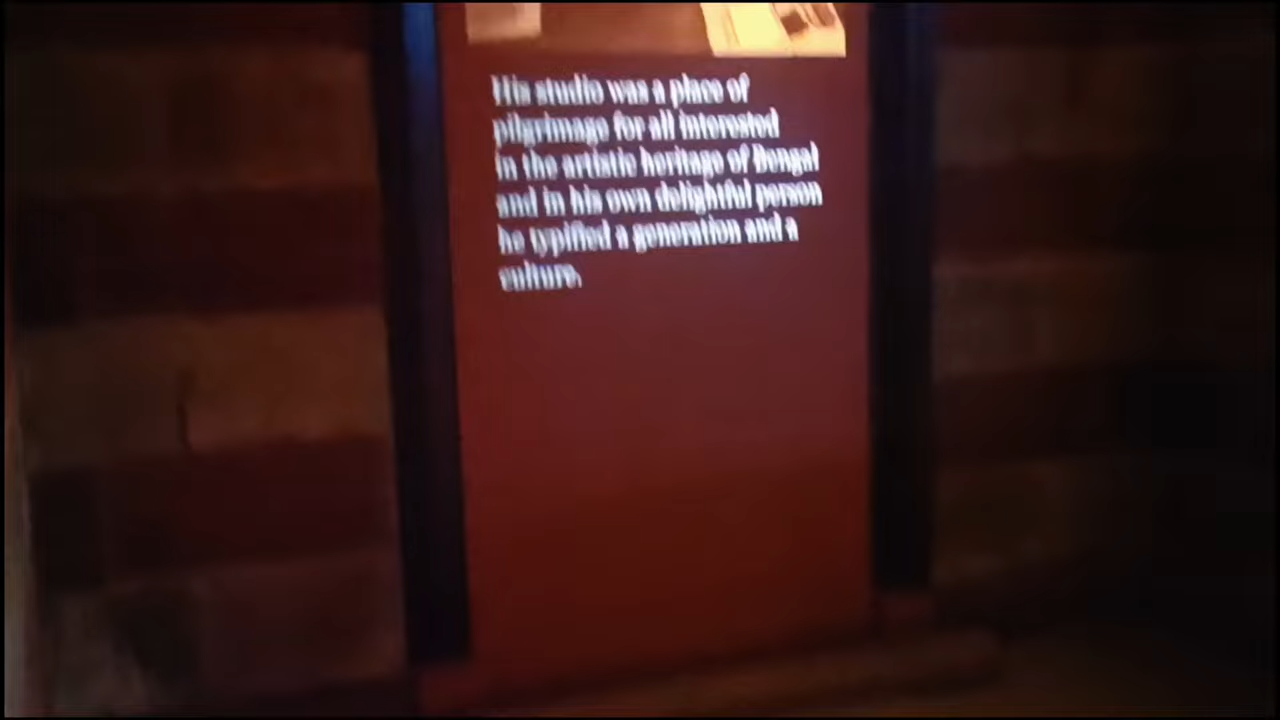 His studio was a place of
pilgrimage for all interested
in the artistic heritage of Bengal
and in his own delightful person
he typified a generation and a
culture.